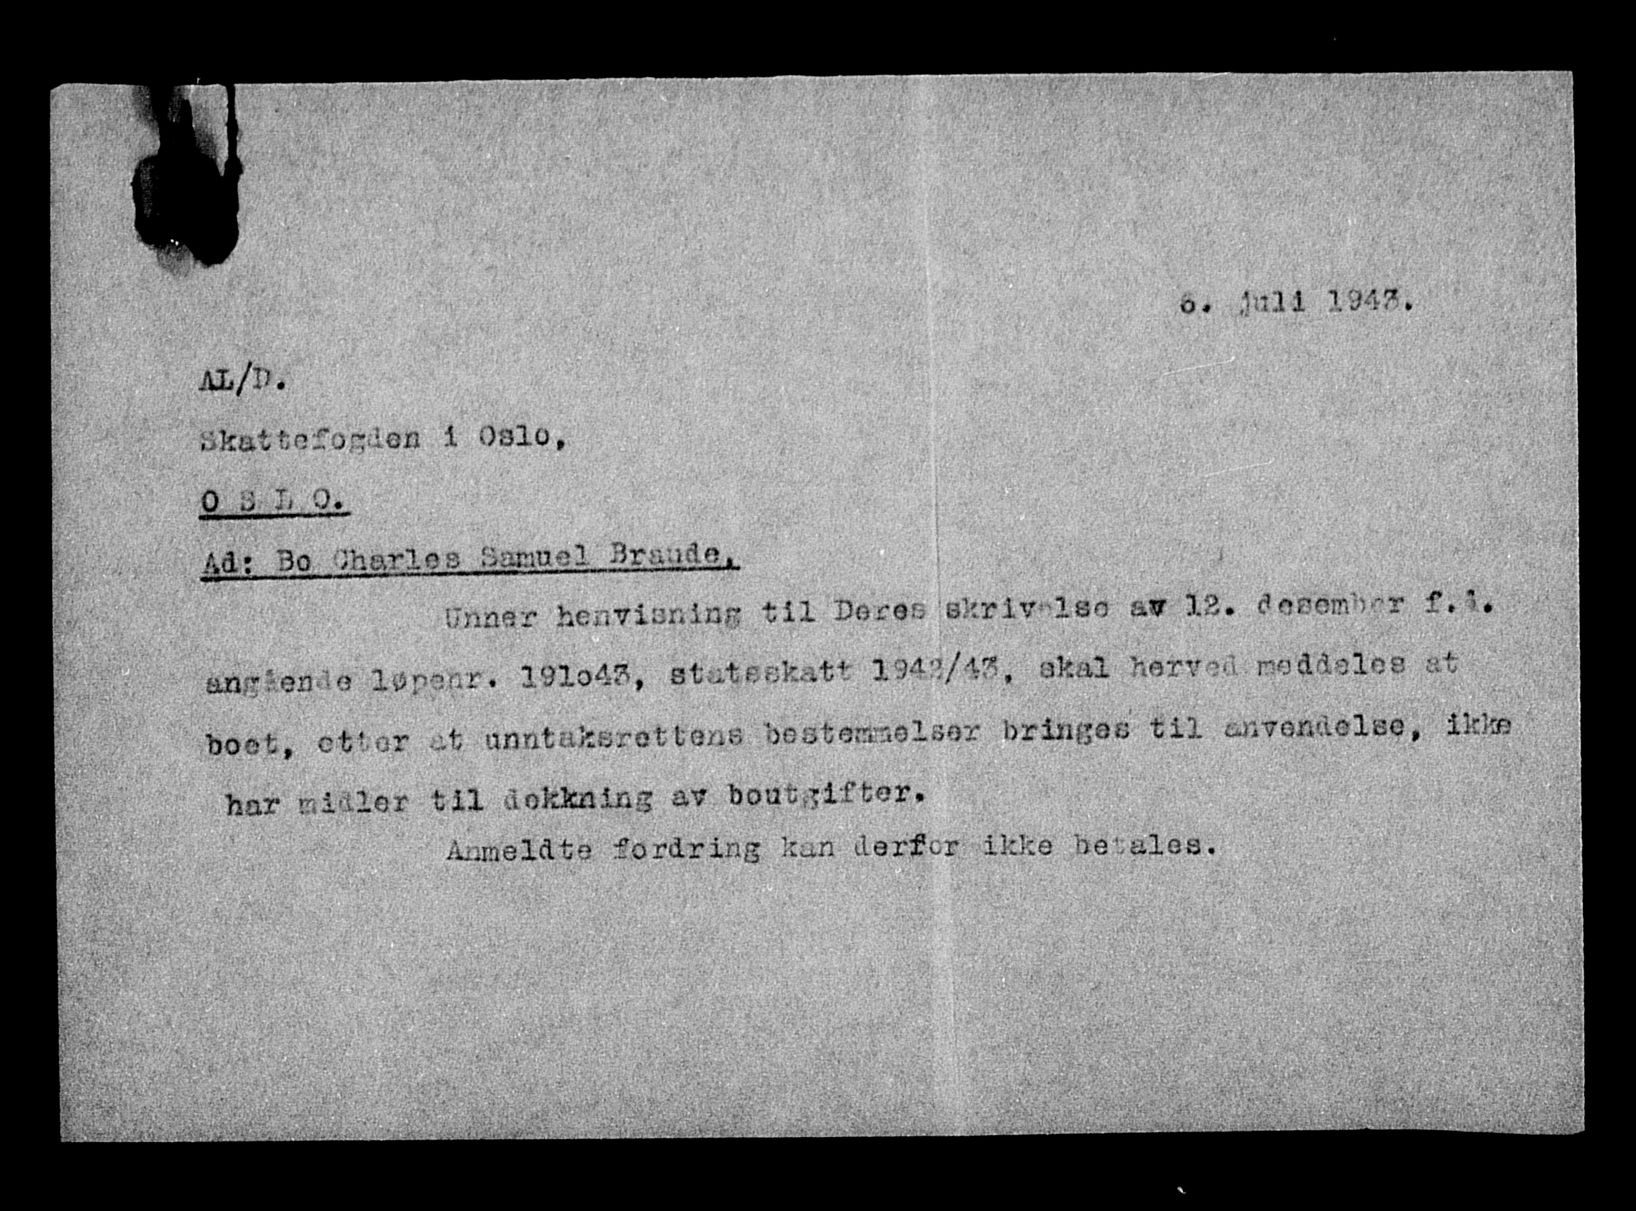 6. juli 1943.
AL/D.
Skattefogden i Oslo,
O S L O.
Ad: Bo Charles Samuel Braude.
Unner henvisning til Deres skrivelse av 12. desember f.å.
angående løpenr. 191o43, statsskatt 1942/43, skal herved meddeles at
boet, etter at unntaksrettens bestemmelser bringes til anvendelse, ikke
har midler til dekkning av boutgifter.
Anmeldte fordring kan derfor ikke betales.